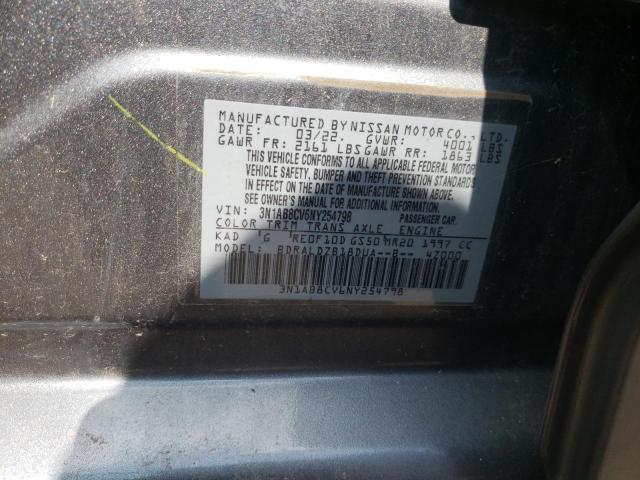 MANUFACTURED BY NISSAN MOTOR CO., LTD.
DATE: 03/22. GVWR: 4001 LBS
GAWR FR: 2161 LBS GAWR RR: 1863 LBS
THIS VEHICLE CONFORMS TO ALL APPLICABLE FEDERAL MOTOR
VEHICLE SAFETY, BUMPER AND THEFT PREVENTION STANDARDS
IN EFFECT ON THE DATE OF MANUFACTURE SHOWN ABOVE.
SEE OWNER'S MANUAL FOR ADDITIONAL INFORMATION.
VIN: 3N1AB8CV6NY254798 PASSENGER CAR.
COLOR TRIM TRANS AXLE ENGINE
KAD G RE0F10D GS50 MR20 1997 CC
MODEL: BDRALDZB18DUA--B-- 47000
3N1AB8CV6NY254798